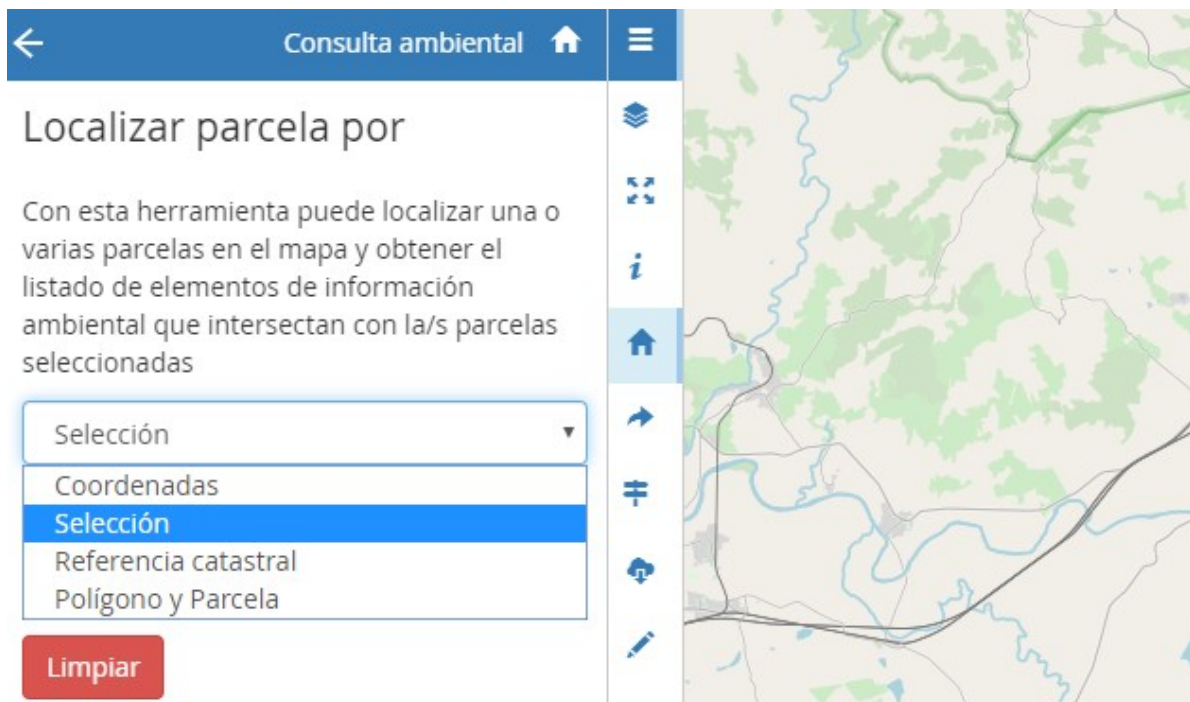 Consulta ambiental
Localizar parcela por
Con esta herramienta puede localizar una o
varias parcelas en el mapa y obtener el
listado de elementos de información
ambiental que intersectan con la/s parcelas
seleccionadas
Selección
Coordenadas
Selección
Referencia catastral
Polígono y Parcela
Limpiar